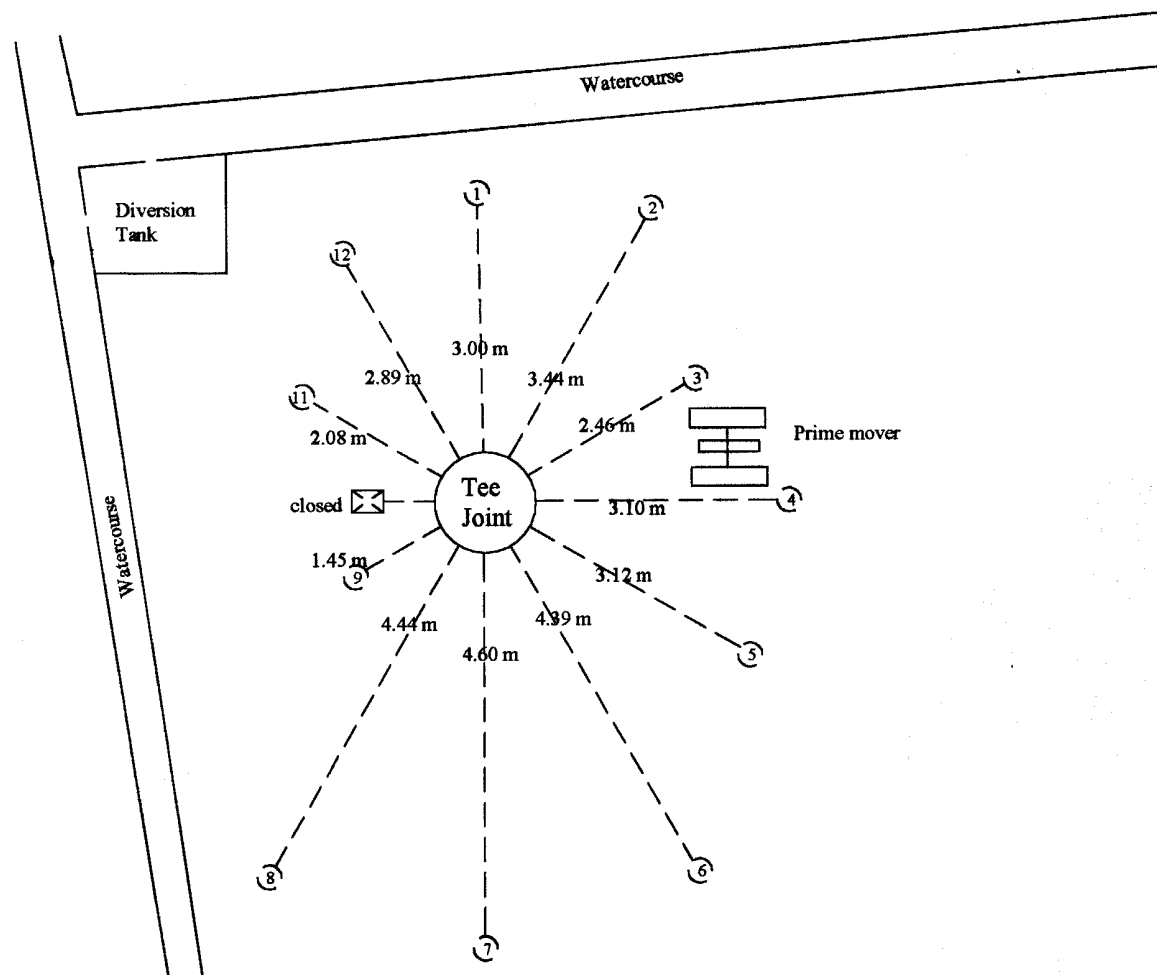 Watercourse
Diversion
Tank
1
2
12
3.00 m
2.89 m
3.44 m
3
11
2.46 m
2.08 m
Prime mover
Tee
Joint
closed
3.10 m
4
Watercourse
1.45 m
9
3.12 m
4.44 m
4.39 m
4.60 m
5
8
6
7